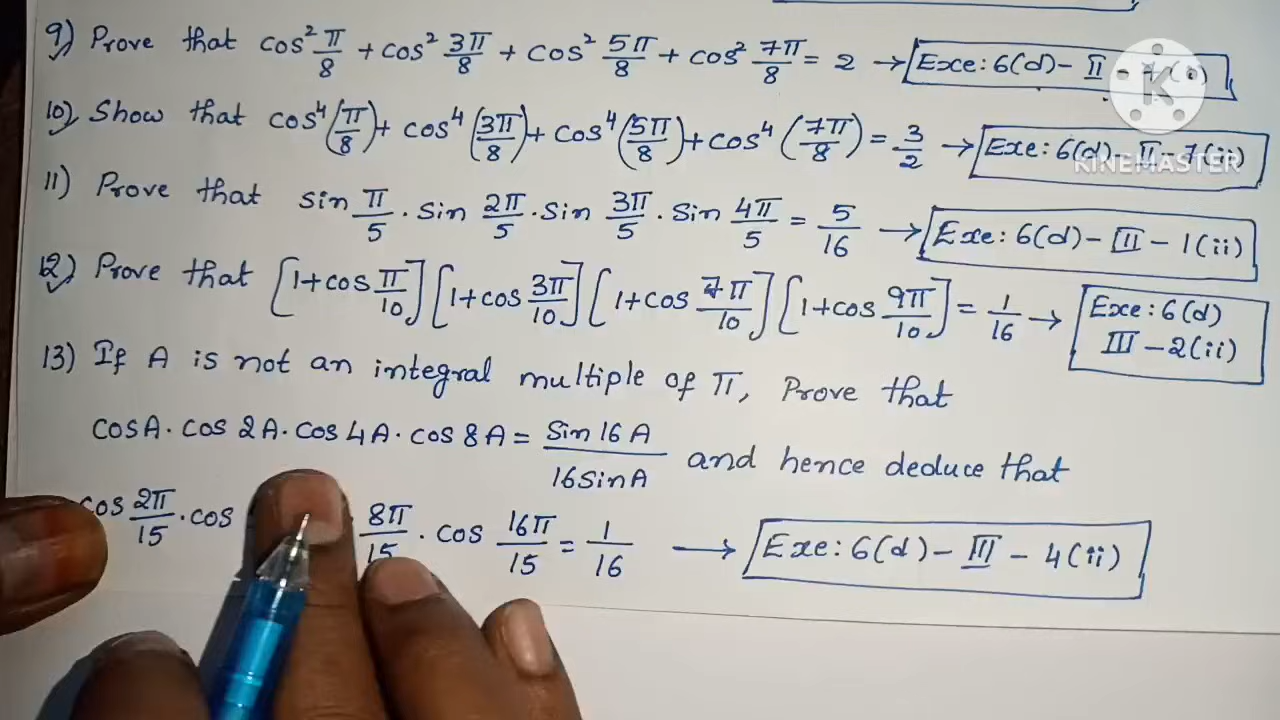 9) Prove that cos² π/8 + cos² 3π/8 + cos² 5π/8 + cos² 7π/8 = 2 → Exe: 6(d) - II -
10) Show that cos⁴(π/8) + cos⁴(3π/8) + cos⁴(5π/8) + cos⁴(7π/8) = 3/2 → Exe: 6(d) - II - 7(ii)
KINEMASTER
11) Prove that sin π/5 · sin 2π/5 · sin 3π/5 · sin 4π/5 = 5/16 → Exe: 6(d) - III - 1(ii)
12) Prove that [1+cos π/10] [1+cos 3π/10] [1+cos 7π/10] [1+cos 9π/10] = 1/16 → Exe: 6(d)
III - 2(ii)
13) If A is not an integral multiple of π, Prove that
cosA · cos 2A · cos 4A · cos 8A = Sin 16A / 16sinA and hence deduce that
cos 2π/15 · cos 8π/15 · cos 16π/15 = 1/16 → Exe: 6(d) - III - 4(ii)